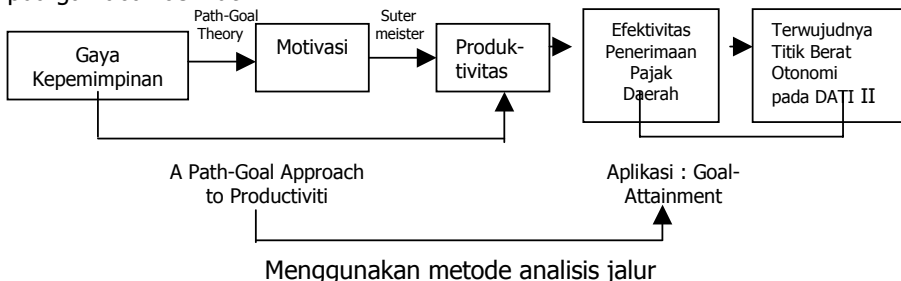 Path-Goal
Theory
Suter
meister
Gaya
Kepemimpinan
Motivasi
Produk-
tivitas
Efektivitas
Penerimaan
Pajak
Daerah
Terwujudnya
Titik Berat
Otonomi
pada DATI II
A Path-Goal Approach
to Productiviti
Aplikasi : Goal-
Attainment
Menggunakan metode analisis jalur